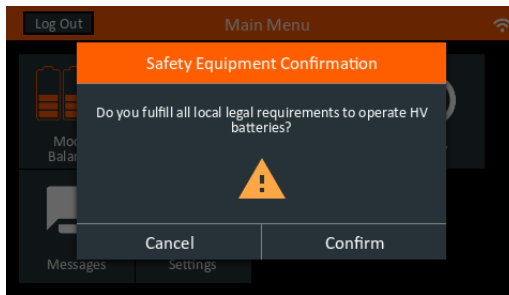 Log Out
Main Menu
Safety Equipment Confirmation
Do you fulfill all local legal requirements to operate HV
batteries?
Cancel
Confirm
Messages
Settings